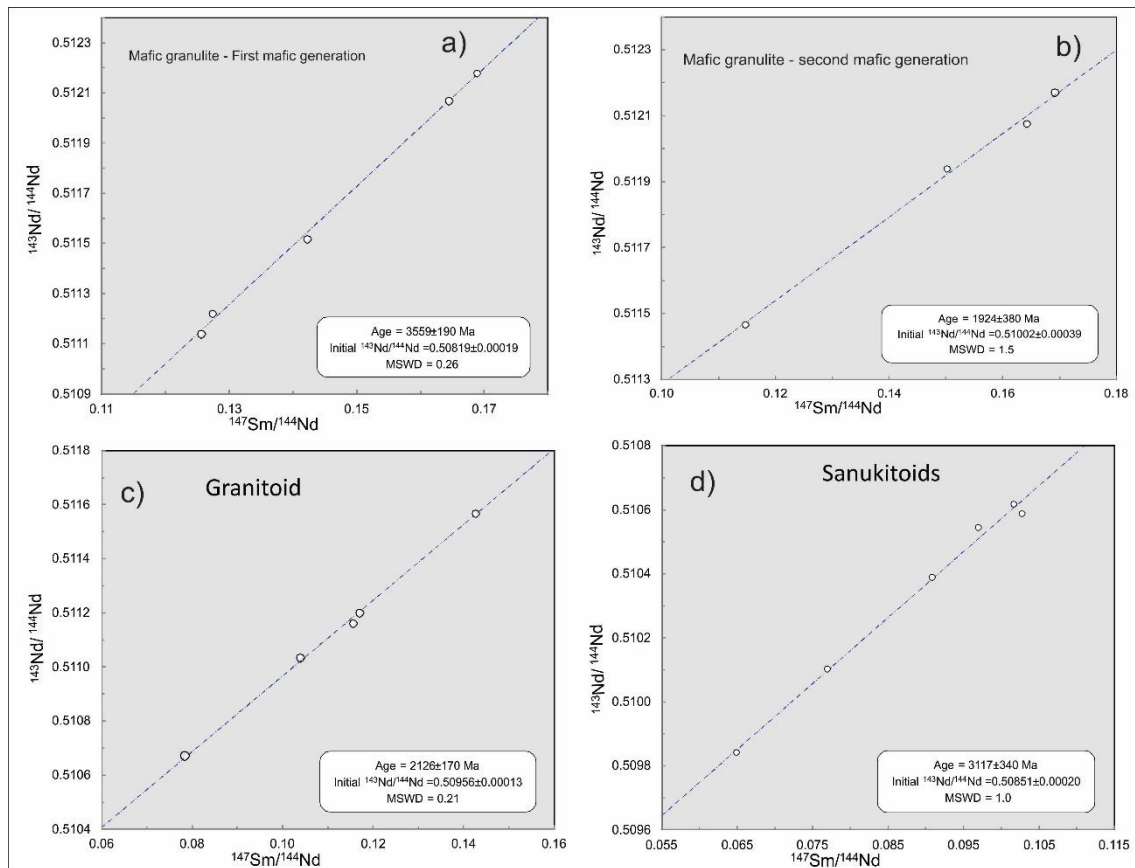 a)
Mafic granulite - First mafic generation
0.5123
0.5121
0.5119
0.5117
0.5115
0.5113
0.5111
0.5109
¹⁴³Nd/ ¹⁴⁴Nd
Age = 3559±190 Ma
Initial ¹⁴³Nd/¹⁴⁴Nd =0.50819±0.00019
MSWD = 0.26
0.11 0.13 0.15 0.17
¹⁴⁷Sm/¹⁴⁴Nd
b)
Mafic granulite - second mafic generation
0.5123
0.5121
0.5119
0.5117
0.5115
0.5113
¹⁴³Nd/ ¹⁴⁴Nd
Age = 1924±380 Ma
Initial ¹⁴³Nd/¹⁴⁴Nd =0.51002±0.00039
MSWD = 1.5
0.10 0.12 0.14 0.16 0.18
¹⁴⁷Sm/¹⁴⁴Nd
c)
Granitoid
0.5118
0.5116
0.5114
0.5112
0.5110
0.5108
0.5106
0.5104
¹⁴³Nd/ ¹⁴⁴Nd
Age = 2126±170 Ma
Initial ¹⁴³Nd/¹⁴⁴Nd =0.50956±0.00013
MSWD = 0.21
0.06 0.08 0.10 0.12 0.14 0.16
¹⁴⁷Sm/¹⁴⁴Nd
d)
Sanukitoids
0.5108
0.5106
0.5104
0.5102
0.5100
0.5098
0.5096
¹⁴³Nd/ ¹⁴⁴Nd
Age = 3117±340 Ma
Initial ¹⁴³Nd/¹⁴⁴Nd =0.50851±0.00020
MSWD = 1.0
0.055 0.065 0.075 0.085 0.095 0.105 0.115
¹⁴⁷Sm/¹⁴⁴Nd